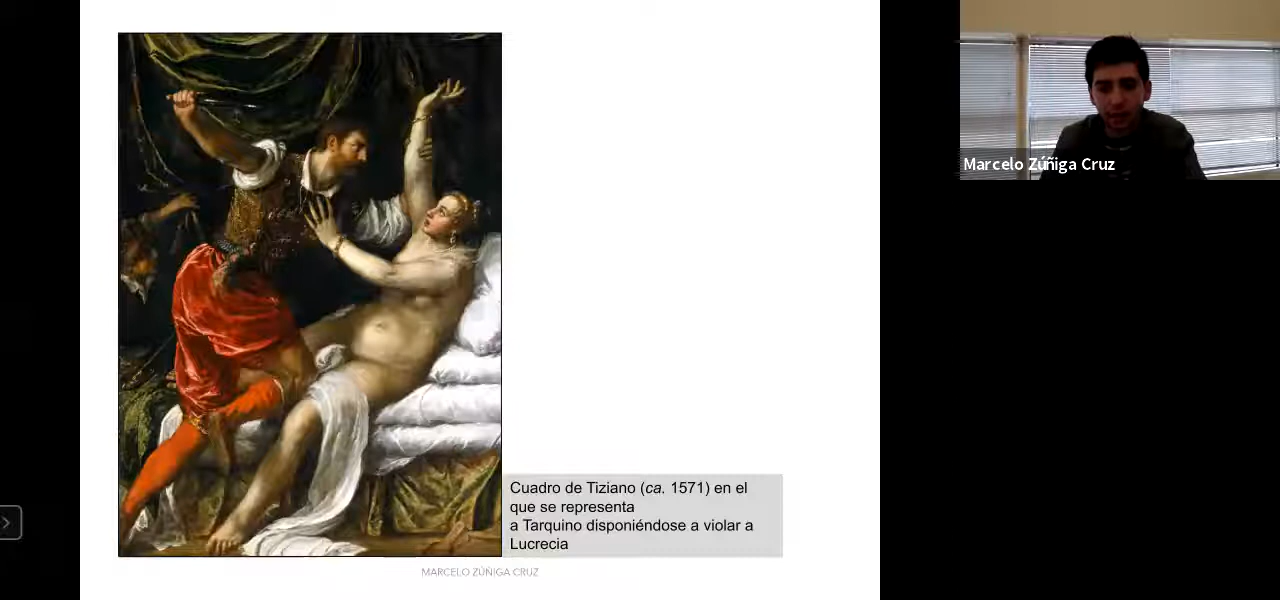 Marcelo Zúñiga Cruz
Cuadro de Tiziano (ca. 1571) en el
que se representa
a Tarquino disponiéndose a violar a
Lucrecia
MARCELO ZÚÑIGA CRUZ